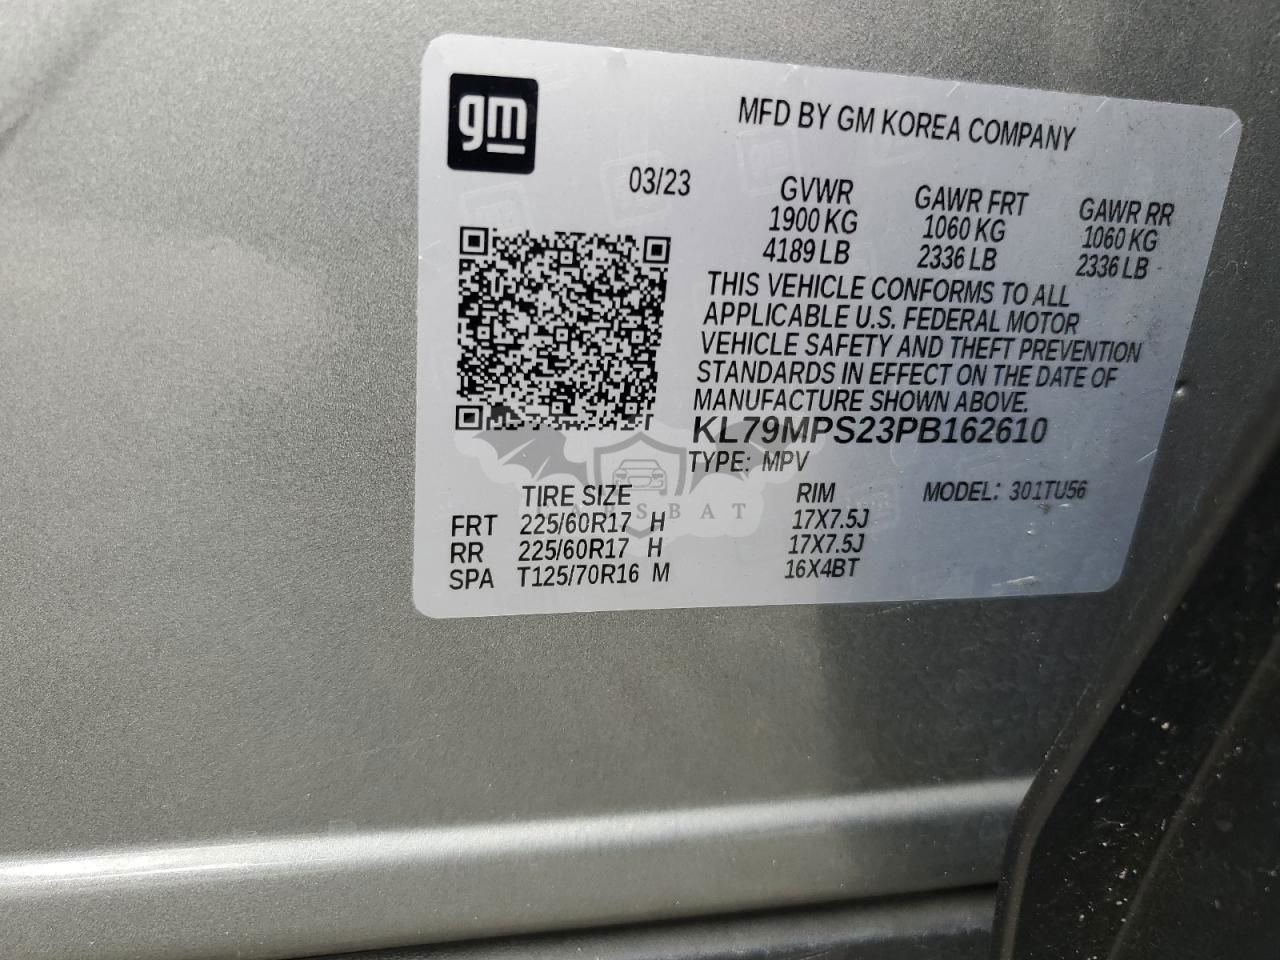 gm
MFD BY GM KOREA COMPANY
03/23
GVWR GAWR FRT GAWR RR
1900 KG 1060 KG 1060 KG
4189 LB 2336 LB 2336 LB
THIS VEHICLE CONFORMS TO ALL
APPLICABLE U.S. FEDERAL MOTOR
VEHICLE SAFETY AND THEFT PREVENTION
STANDARDS IN EFFECT ON THE DATE OF
MANUFACTURE SHOWN ABOVE.
KL79MPS23PB162610
TYPE: MPV
TIRE SIZE RIM MODEL: 301TU56
FRT 225/60R17 H 17X7.5J
RR 225/60R17 H 17X7.5J
SPA T125/70R16 M 16X4BT
CARSBAT